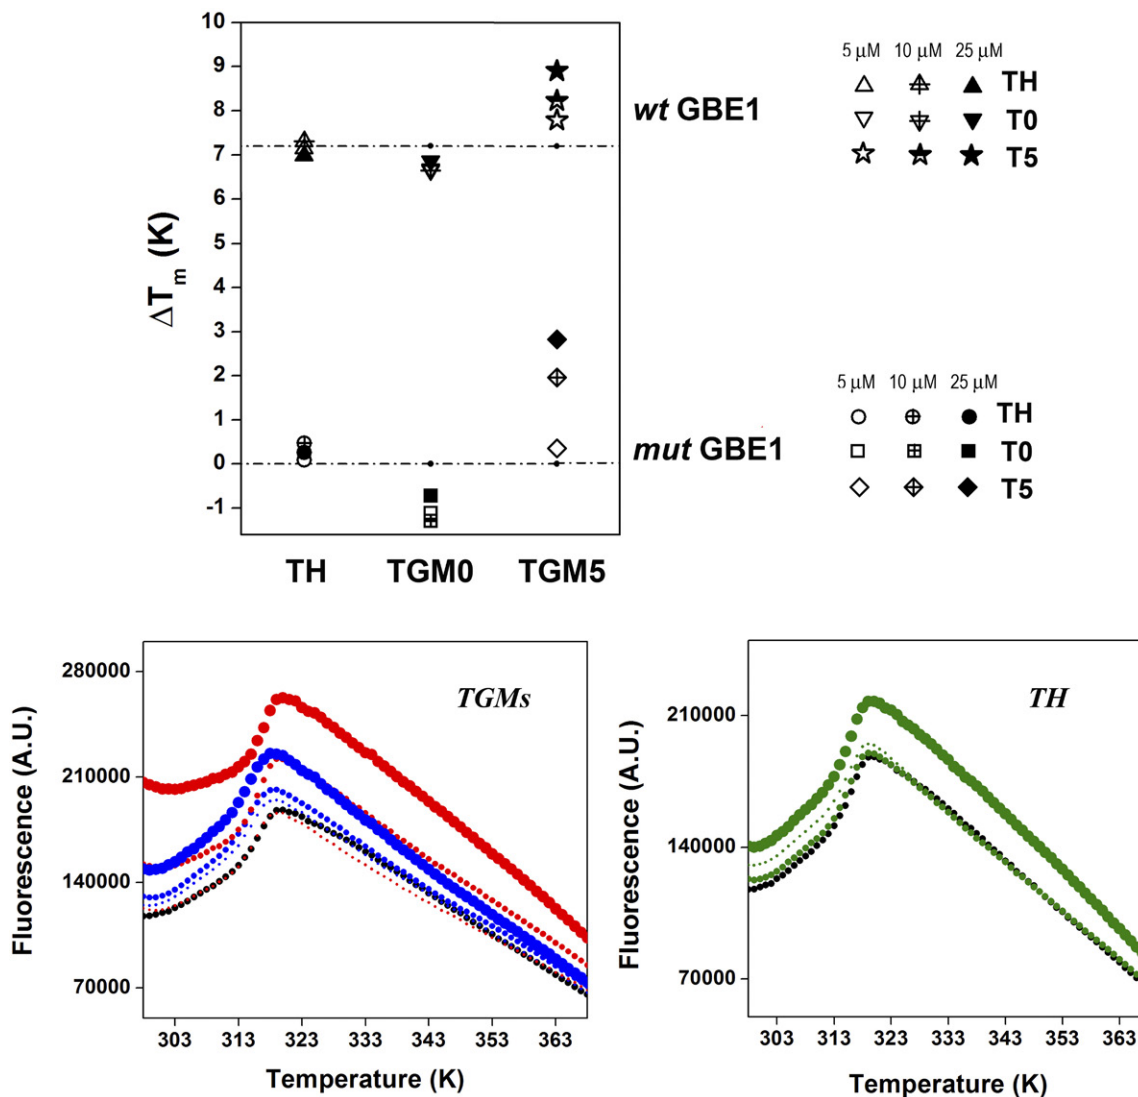 10
9
8
7
6
5
4
3
2
1
0
-1
ΔTm (K)
TH TGM0 TGM5
wt GBE1
mut GBE1
5 μM 10 μM 25 μM
TH
T0
T5
5 μM 10 μM 25 μM
TH
T0
T5
280000
210000
140000
70000
Fluorescence (A.U.)
TGMs
303 313 323 333 343 353 363
Temperature (K)
210000
140000
70000
Fluorescence (A.U.)
TH
303 313 323 333 343 353 363
Temperature (K)